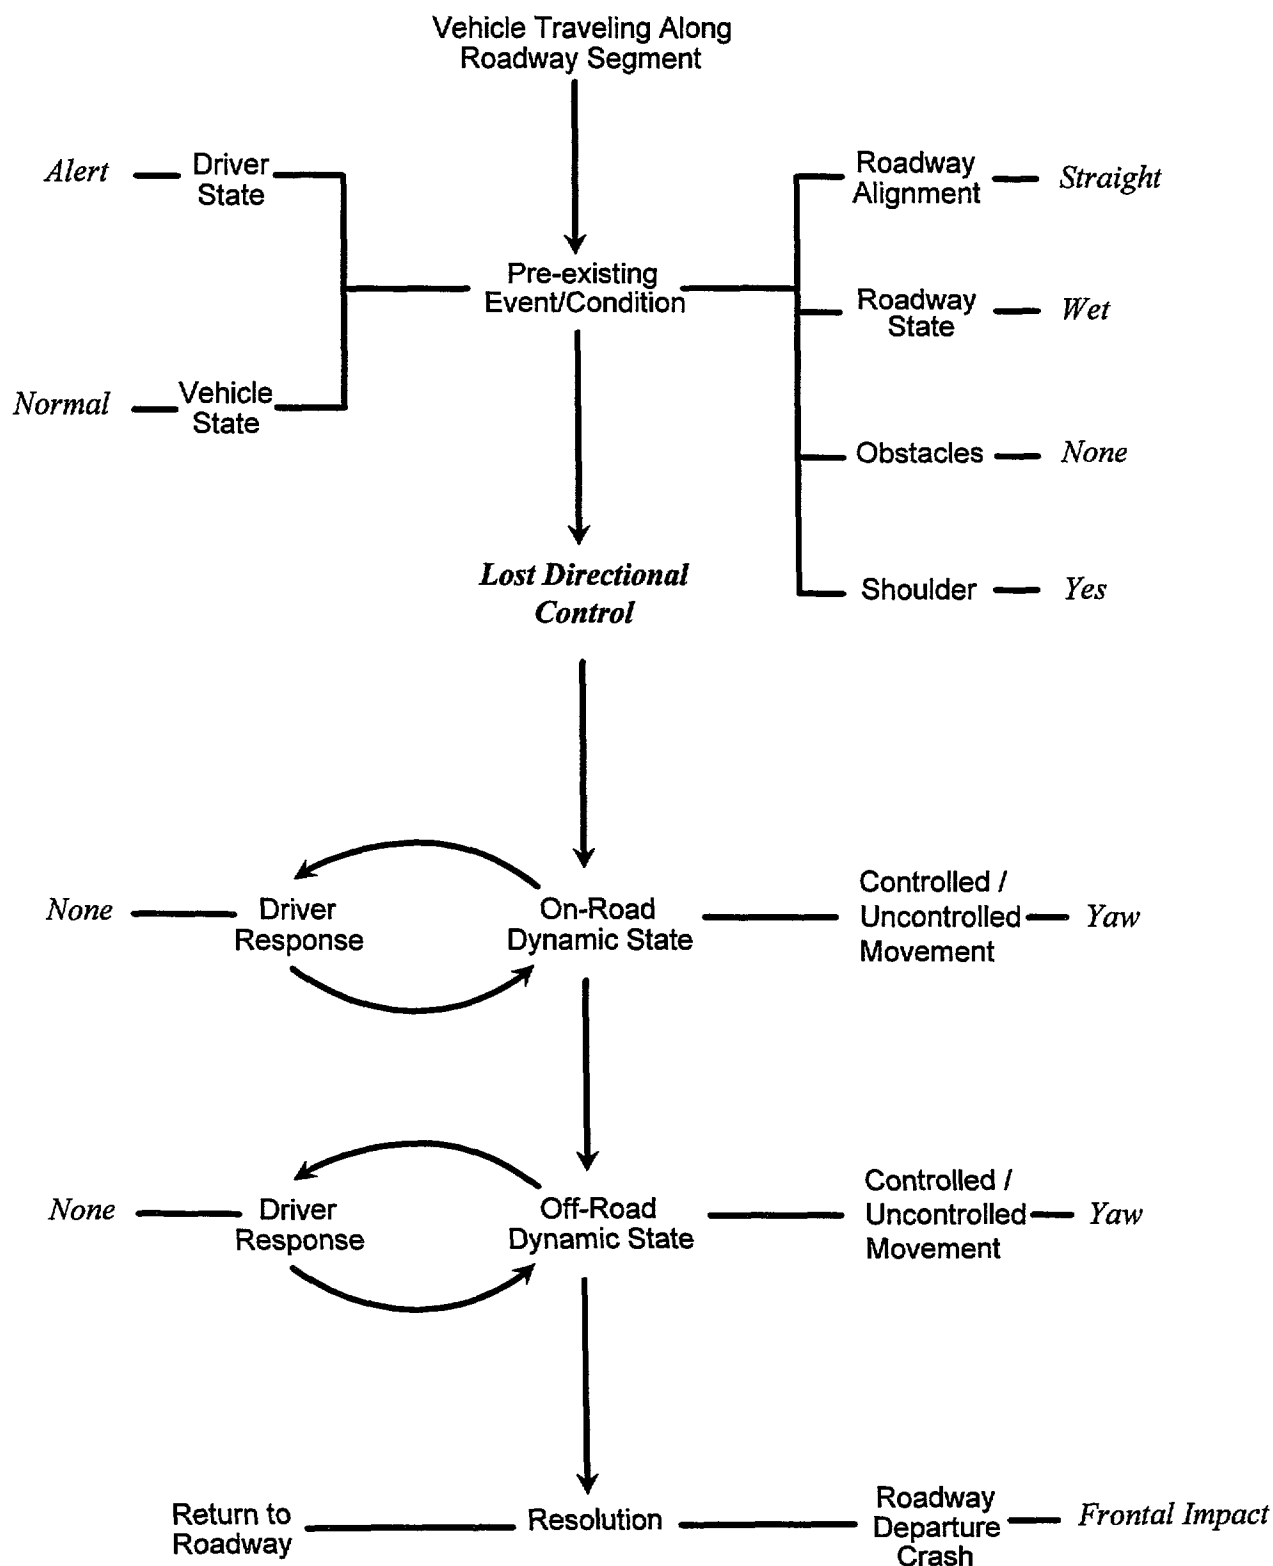 Vehicle Traveling Along
Roadway Segment
Alert
Driver
State
Roadway
Alignment
Straight
Pre-existing
Event/Condition
Roadway
State
Wet
Normal
Vehicle
State
Obstacles
None
Lost Directional
Control
Shoulder
Yes
None
Driver
Response
On-Road
Dynamic State
Controlled /
Uncontrolled
Movement
Yaw
None
Driver
Response
Off-Road
Dynamic State
Controlled /
Uncontrolled
Movement
Yaw
Return to
Roadway
Resolution
Roadway
Departure
Crash
Frontal Impact